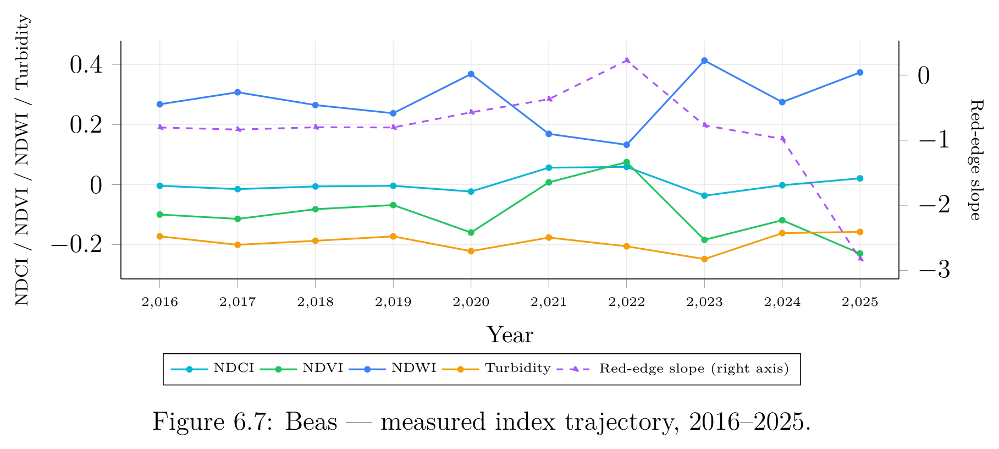 NDCI / NDVI / NDWI / Turbidity
0.4
0.2
0
−0.2
0
−1
−2
−3
Red-edge slope
2,016 2,017 2,018 2,019 2,020 2,021 2,022 2,023 2,024 2,025
Year
NDCI NDVI NDWI Turbidity Red-edge slope (right axis)
Figure 6.7: Beas — measured index trajectory, 2016–2025.